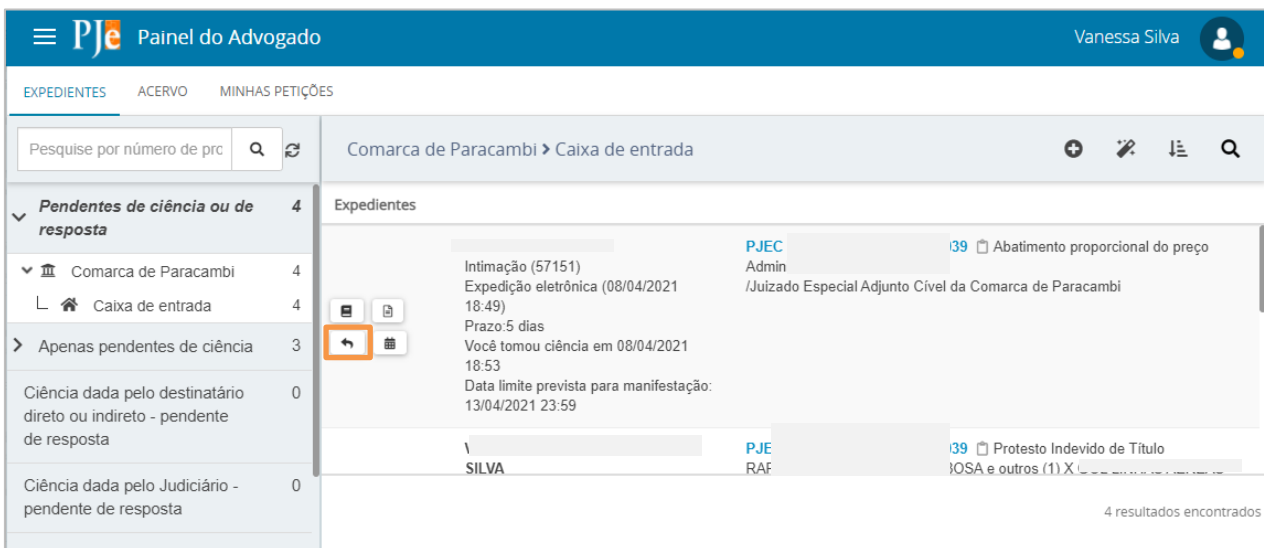 PJe Painel do Advogado
Vanessa Silva
EXPEDIENTES ACERVO MINHAS PETIÇÕES
Pesquise por número de prc
Comarca de Paracambi > Caixa de entrada
Pendentes de ciência ou de 4
resposta
Comarca de Paracambi 4
Caixa de entrada 4
Apenas pendentes de ciência 3
Ciência dada pelo destinatário 0
direto ou indireto - pendente
de resposta
Ciência dada pelo Judiciário - 0
pendente de resposta
Expedientes
Intimação (57151)
Expedição eletrônica (08/04/2021
18:49)
Prazo:5 dias
Você tomou ciência em 08/04/2021
18:53
Data limite prevista para manifestação:
13/04/2021 23:59
PJEC 039 Abatimento proporcional do preço
Admin
/Juizado Especial Adjunto Cível da Comarca de Paracambi
SILVA
039 Protesto Indevido de Título
e outros (1) X
4 resultados encontrados